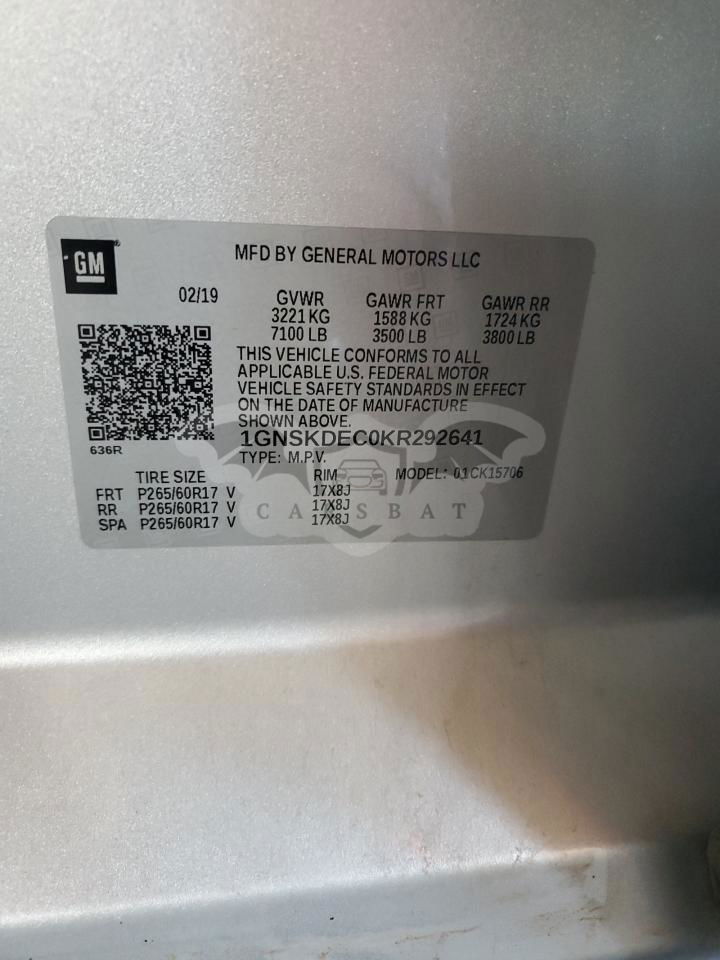 GM
MFD BY GENERAL MOTORS LLC
02/19
GVWR GAWR FRT GAWR RR
3221 KG 1588 KG 1724 KG
7100 LB 3500 LB 3800 LB
THIS VEHICLE CONFORMS TO ALL
APPLICABLE U.S. FEDERAL MOTOR
VEHICLE SAFETY STANDARDS IN EFFECT
ON THE DATE OF MANUFACTURE
SHOWN ABOVE.
636R
1GNSKDEC0KR292641
TYPE: M.P.V. MODEL: 01CK15706
TIRE SIZE RIM
FRT P265/60R17 V 17X8J
RR P265/60R17 V 17X8J
SPA P265/60R17 V 17X8J
CARSBAT